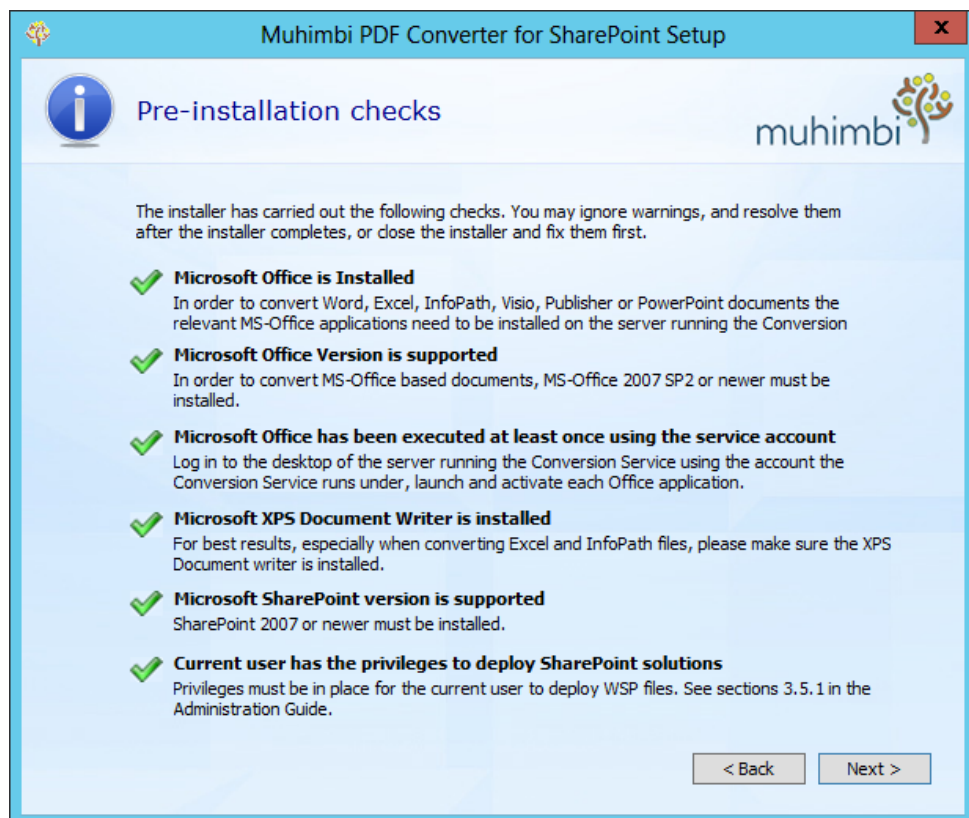 Muhimbi PDF Converter for SharePoint Setup
x
i
Pre-installation checks
muhimbi
The installer has carried out the following checks. You may ignore warnings, and resolve them
after the installer completes, or close the installer and fix them first.
Microsoft Office is Installed
In order to convert Word, Excel, InfoPath, Visio, Publisher or PowerPoint documents the
relevant MS-Office applications need to be installed on the server running the Conversion
Microsoft Office Version is supported
In order to convert MS-Office based documents, MS-Office 2007 SP2 or newer must be
installed.
Microsoft Office has been executed at least once using the service account
Log in to the desktop of the server running the Conversion Service using the account the
Conversion Service runs under, launch and activate each Office application.
Microsoft XPS Document Writer is installed
For best results, especially when converting Excel and InfoPath files, please make sure the XPS
Document writer is installed.
Microsoft SharePoint version is supported
SharePoint 2007 or newer must be installed.
Current user has the privileges to deploy SharePoint solutions
Privileges must be in place for the current user to deploy WSP files. See sections 3.5.1 in the
Administration Guide.
< Back
Next >